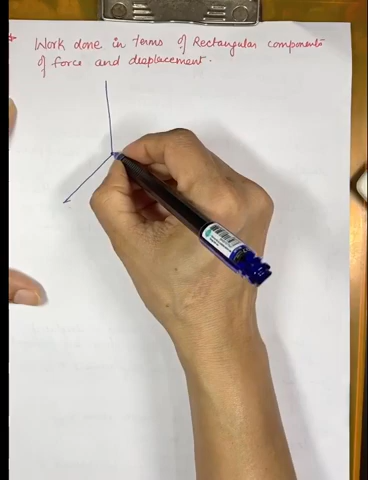 Work done in terms of Rectangular components
of force and displacement.